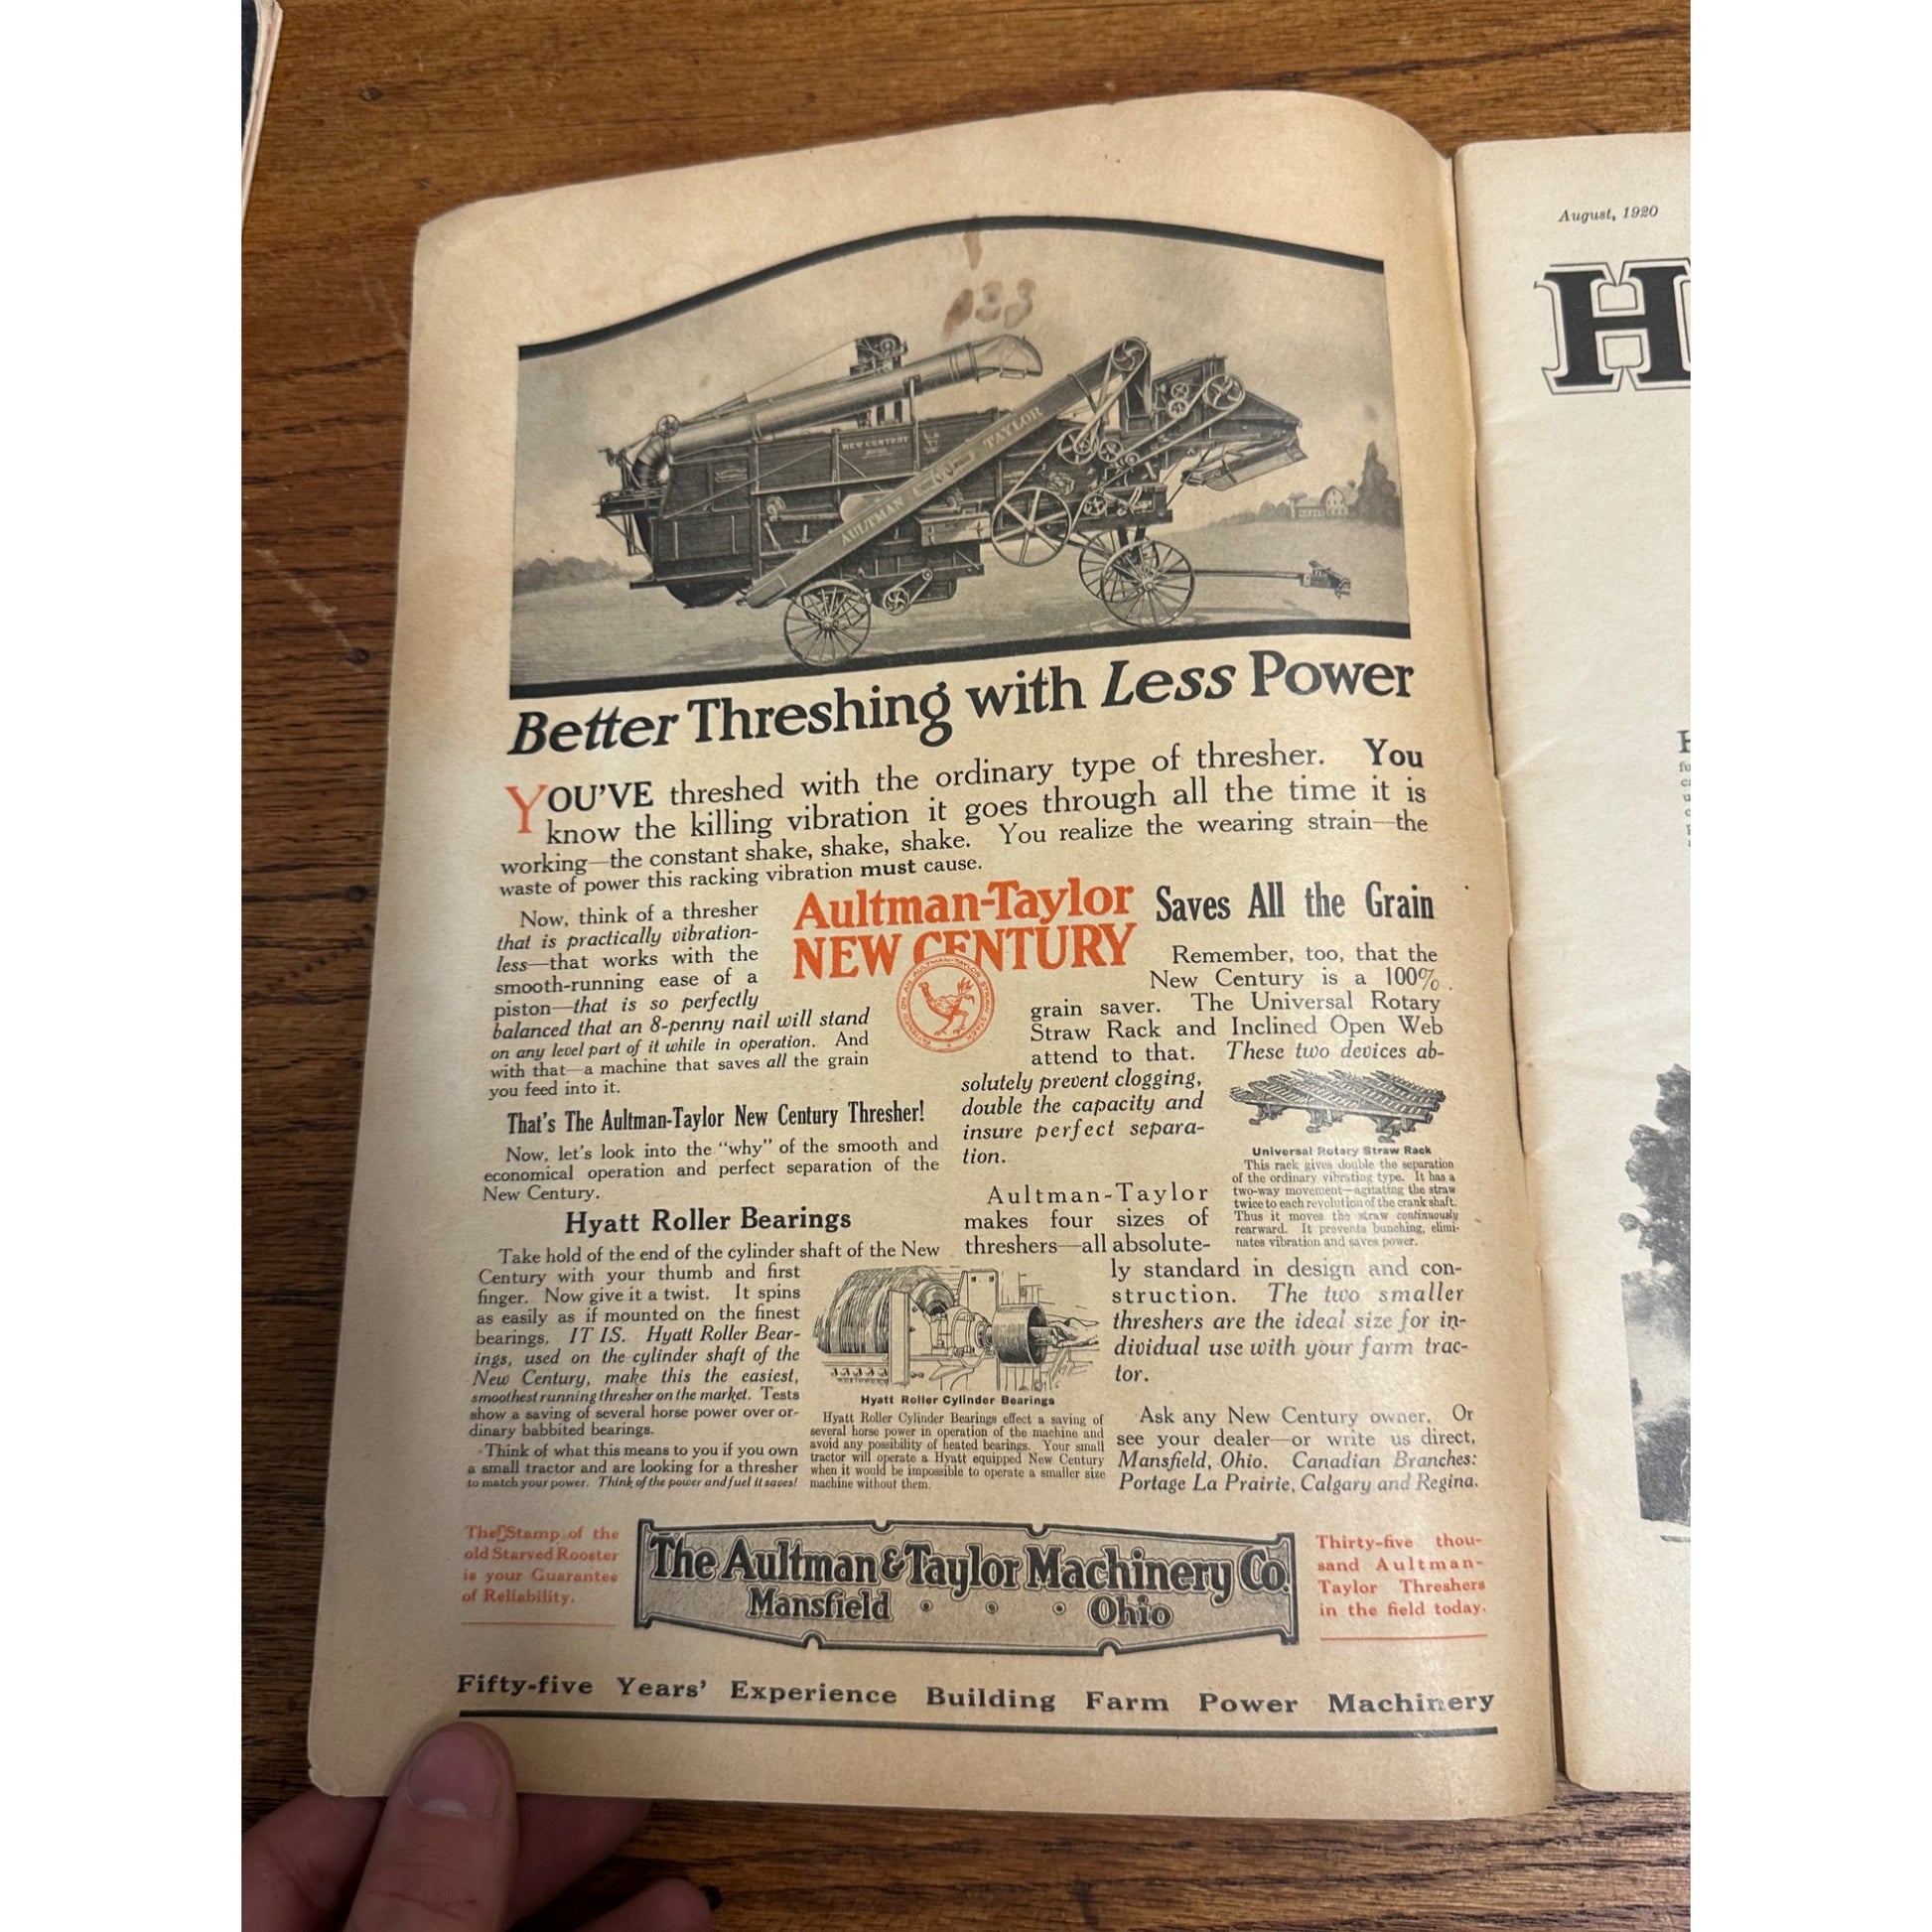 August, 1920
H
NEW CENTURY
AULTMAN TAYLOR
Better Threshing with Less Power
YOU'VE threshed with the ordinary type of thresher. You
know the killing vibration it goes through all the time it is
working—the constant shake, shake, shake. You realize the wearing strain—the
waste of power this racking vibration must cause.
Now, think of a thresher
that is practically vibration-
less—that works with the
smooth-running ease of a
piston—that is so perfectly
balanced that an 8-penny nail will stand
on any level part of it while in operation. And
with that—a machine that saves all the grain
you feed into it.
That's The Aultman-Taylor New Century Thresher!
Now, let's look into the "why" of the smooth and
economical operation and perfect separation of the
New Century.
Hyatt Roller Bearings
Take hold of the end of the cylinder shaft of the New
Century with your thumb and first
finger. Now give it a twist. It spins
as easily as if mounted on the finest
bearings. IT IS. Hyatt Roller Bear-
ings, used on the cylinder shaft of the
New Century, make this the easiest,
smoothest running thresher on the market. Tests
show a saving of several horse power over or-
dinary babbited bearings.
Think of what this means to you if you own
a small tractor and are looking for a thresher
to match your power. Think of the power and fuel it saves!
Aultman-Taylor
NEW CENTURY
FATTENED ON AN AULTMAN-TAYLOR STRAW STACK
Hyatt Roller Cylinder Bearings
Hyatt Roller Cylinder Bearings effect a saving of
several horse power in operation of the machine and
avoid any possibility of heated bearings. Your small
tractor will operate a Hyatt equipped New Century
when it would be impossible to operate a smaller size
machine without them.
Saves All the Grain
Remember, too, that the
New Century is a 100%
grain saver. The Universal Rotary
Straw Rack and Inclined Open Web
attend to that. These two devices ab-
solutely prevent clogging,
double the capacity and
insure perfect separa-
tion.
Universal Rotary Straw Rack
This rack gives double the separation
of the ordinary vibrating type. It has a
two-way movement—agitating the straw
twice to each revolution of the crank shaft.
Thus it moves the straw continuously
rearward. It prevents bunching, elimi-
nates vibration and saves power.
Aultman-Taylor
makes four sizes of
threshers—all absolute-
ly standard in design and con-
struction. The two smaller
threshers are the ideal size for in-
dividual use with your farm trac-
tor.
Ask any New Century owner. Or
see your dealer—or write us direct,
Mansfield, Ohio. Canadian Branches:
Portage La Prairie, Calgary and Regina.
The Stamp of the
old Starved Rooster
is your Guarantee
of Reliability.
The Aultman & Taylor Machinery Co.
Mansfield Ohio
Thirty-five thou-
sand Aultman-
Taylor Threshers
in the field today.
Fifty-five Years' Experience Building Farm Power Machinery